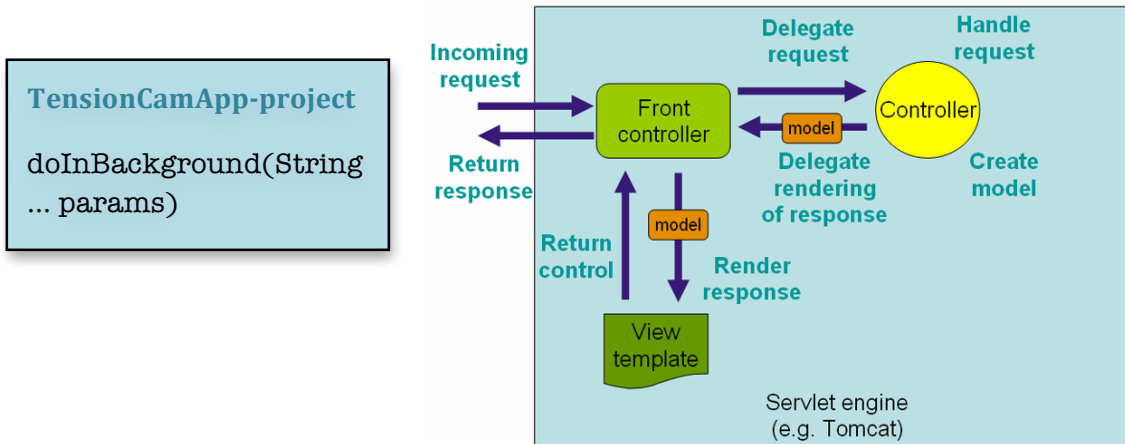 TensionCamApp-project
doInBackground(String
... params)
Incoming
request
Return
response
Front
controller
Delegate
request
Handle
request
Controller
model
Delegate
rendering
of response
Create
model
model
Return
control
Render
response
View
template
Servlet engine
(e.g. Tomcat)